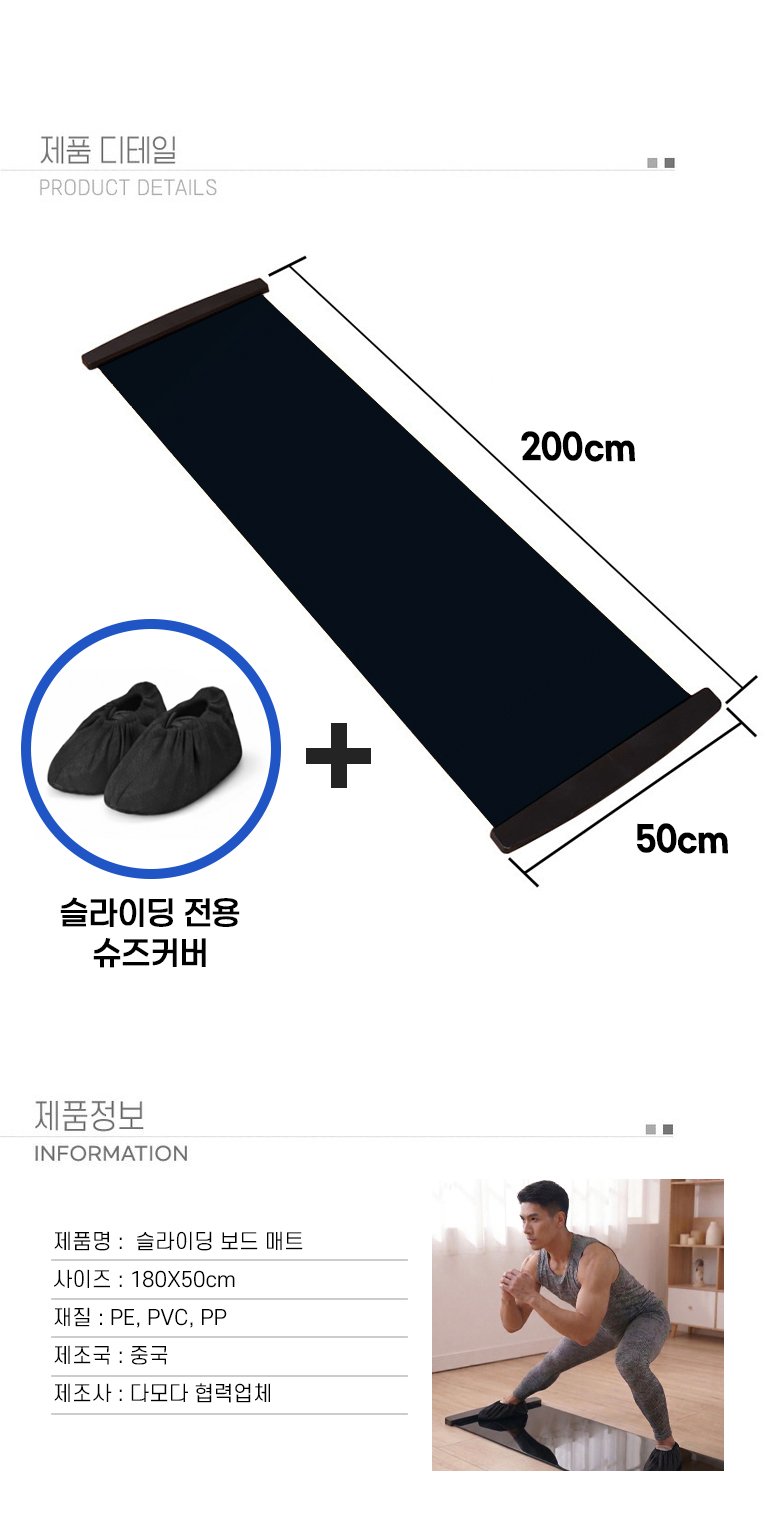 제품 디테일
PRODUCT DETAILS
200cm
50cm
슬라이딩 전용
슈즈커버
제품정보
INFORMATION
제품명 : 슬라이딩 보드 매트
사이즈 : 180X50cm
재질 : PE, PVC, PP
제조국 : 중국
제조사 : 다모다 협력업체